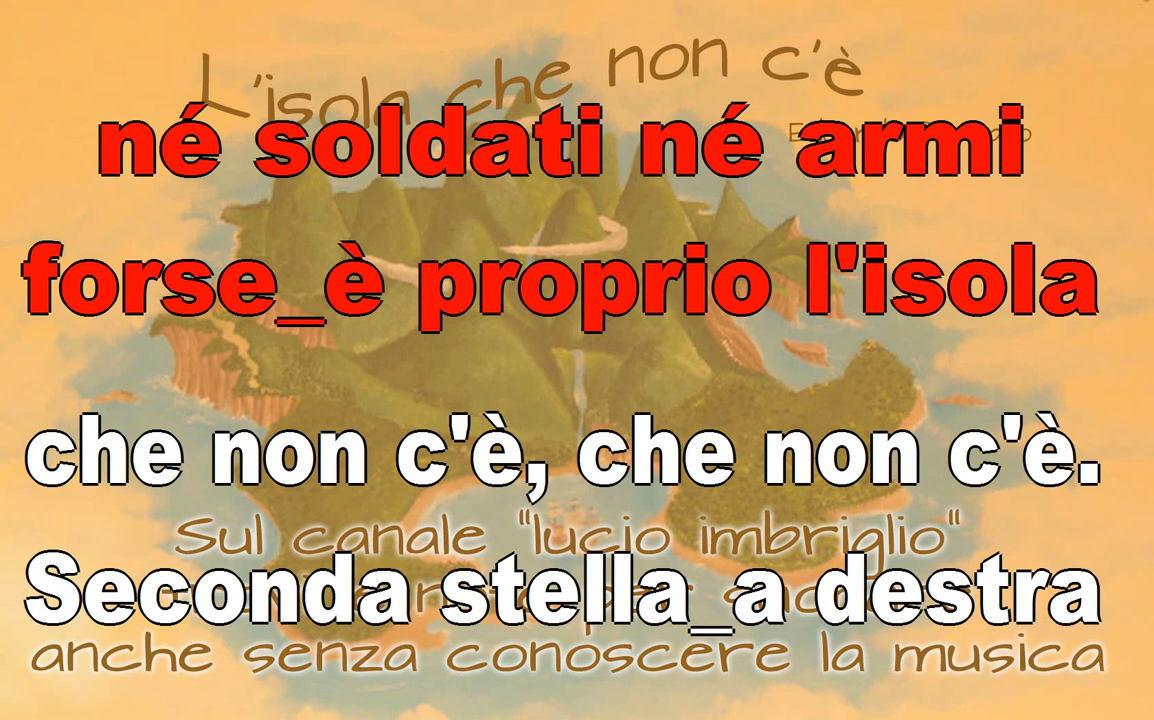 L'isola che non c'è
né soldati né armi
forse_è proprio l'isola
che non c'è, che non c'è.
Sul canale "lucio imbriglio"
Seconda stella_a destra
anche senza conoscere la musica